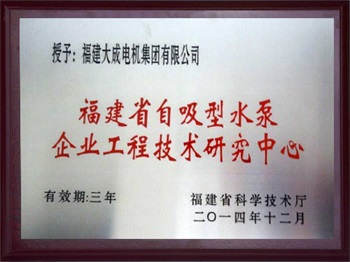 授予：福建大成电机集团有限公司
福建省自吸型水泵
企业工程技术研究中心
有效期:三年
福建省科学技术厅
二〇一四年十二月